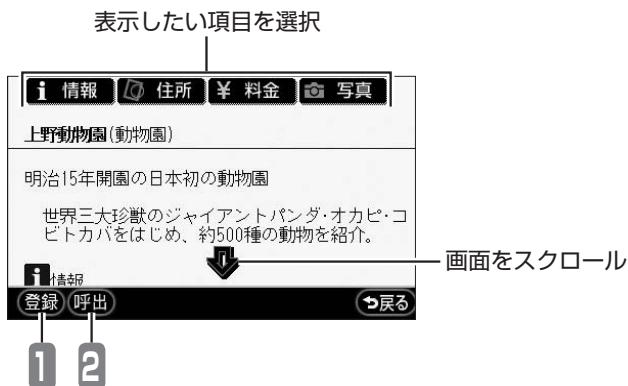 表示したい項目を選択
i 情報 住所 ¥ 料金 写真
上野動物園(動物園)
明治15年開園の日本初の動物園
世界三大珍獣のジャイアントパンダ・オカピ・コ
ビトカバをはじめ、約500種の動物を紹介。
画面をスクロール
i 情報
登録 呼出 戻る
1 2